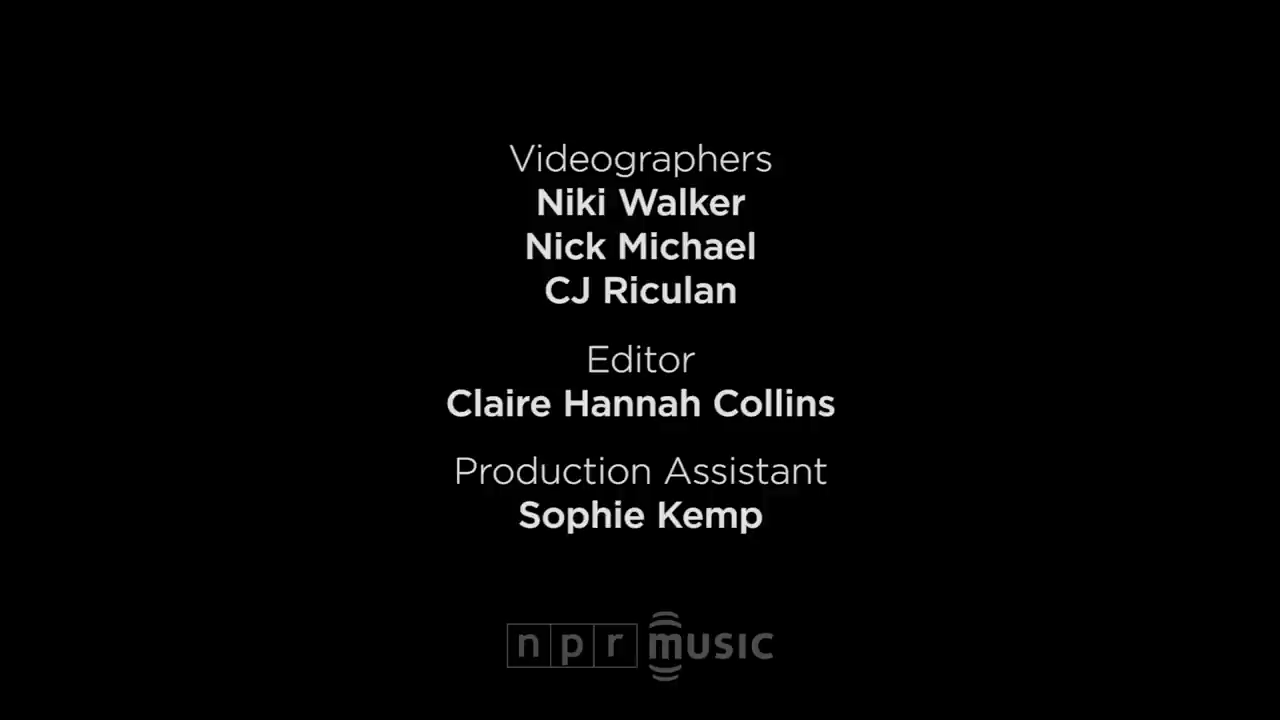 Videographers
Niki Walker
Nick Michael
CJ Riculan
Editor
Claire Hannah Collins
Production Assistant
Sophie Kemp
npr music